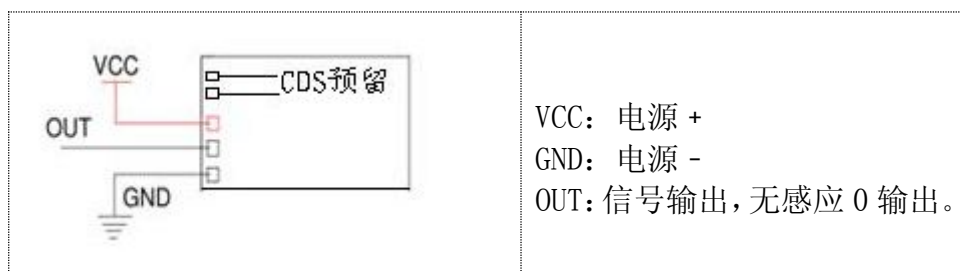 VCC
CDS预留
OUT
GND
VCC: 电源 +
GND: 电源 -
OUT:信号输出,无感应 0 输出。